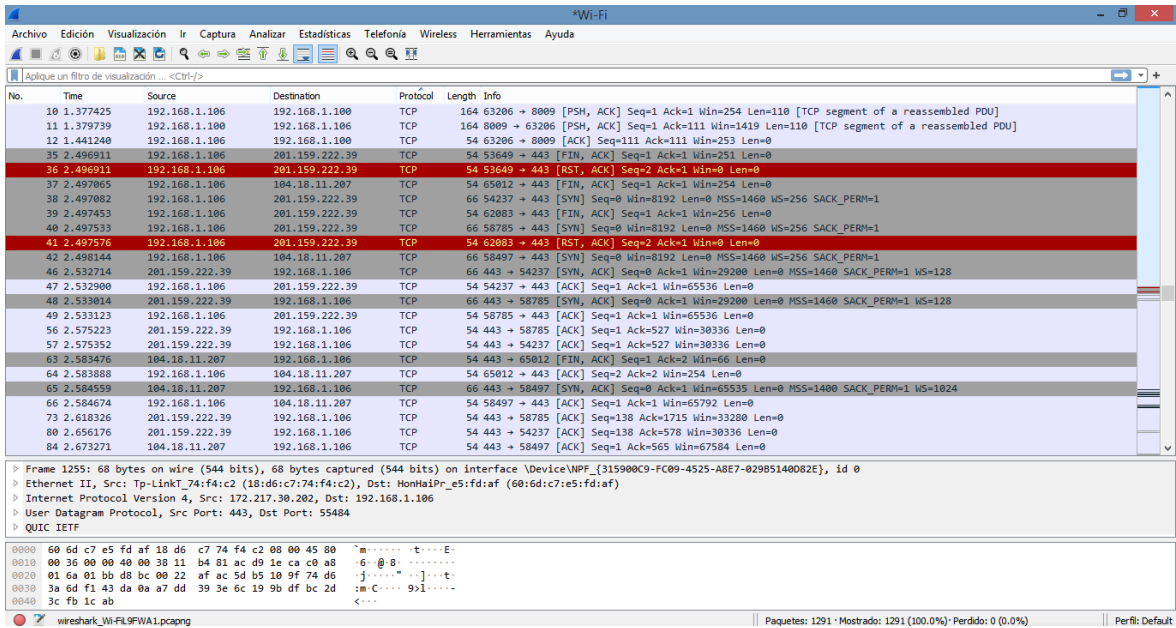 *Wi-Fi
Archivo Edición Visualización Ir Captura Analizar Estadísticas Telefonía Wireless Herramientas Ayuda
Aplique un filtro de visualización ... <Ctrl-/>
No. Time Source Destination Protocol Length Info
10 1.377425 192.168.1.106 192.168.1.100 TCP 164 63206 → 8009 [PSH, ACK] Seq=1 Ack=1 Win=254 Len=110 [TCP segment of a reassembled PDU]
11 1.379739 192.168.1.100 192.168.1.106 TCP 164 8009 → 63206 [PSH, ACK] Seq=1 Ack=111 Win=1419 Len=110 [TCP segment of a reassembled PDU]
12 1.441240 192.168.1.106 192.168.1.100 TCP 54 63206 → 8009 [ACK] Seq=111 Ack=111 Win=253 Len=0
35 2.496911 192.168.1.106 201.159.222.39 TCP 54 53649 → 443 [FIN, ACK] Seq=1 Ack=1 Win=251 Len=0
36 2.496911 192.168.1.106 201.159.222.39 TCP 54 53649 → 443 [RST, ACK] Seq=2 Ack=1 Win=0 Len=0
37 2.497065 192.168.1.106 104.18.11.207 TCP 54 65012 → 443 [FIN, ACK] Seq=1 Ack=1 Win=254 Len=0
38 2.497082 192.168.1.106 201.159.222.39 TCP 66 54237 → 443 [SYN] Seq=0 Win=8192 Len=0 MSS=1460 WS=256 SACK_PERM=1
39 2.497453 192.168.1.106 201.159.222.39 TCP 54 62083 → 443 [FIN, ACK] Seq=1 Ack=1 Win=256 Len=0
40 2.497533 192.168.1.106 201.159.222.39 TCP 66 58785 → 443 [SYN] Seq=0 Win=8192 Len=0 MSS=1460 WS=256 SACK_PERM=1
41 2.497576 192.168.1.106 201.159.222.39 TCP 54 62083 → 443 [RST, ACK] Seq=2 Ack=1 Win=0 Len=0
42 2.498144 192.168.1.106 104.18.11.207 TCP 66 58497 → 443 [SYN] Seq=0 Win=8192 Len=0 MSS=1460 WS=256 SACK_PERM=1
46 2.532714 201.159.222.39 192.168.1.106 TCP 66 443 → 54237 [SYN, ACK] Seq=0 Ack=1 Win=29200 Len=0 MSS=1460 SACK_PERM=1 WS=128
47 2.532900 192.168.1.106 201.159.222.39 TCP 54 54237 → 443 [ACK] Seq=1 Ack=1 Win=65536 Len=0
48 2.533014 201.159.222.39 192.168.1.106 TCP 66 443 → 58785 [SYN, ACK] Seq=0 Ack=1 Win=29200 Len=0 MSS=1460 SACK_PERM=1 WS=128
49 2.533123 192.168.1.106 201.159.222.39 TCP 54 58785 → 443 [ACK] Seq=1 Ack=1 Win=65536 Len=0
56 2.575223 201.159.222.39 192.168.1.106 TCP 54 443 → 58785 [ACK] Seq=1 Ack=527 Win=30336 Len=0
57 2.575352 201.159.222.39 192.168.1.106 TCP 54 443 → 54237 [ACK] Seq=1 Ack=527 Win=30336 Len=0
63 2.583476 104.18.11.207 192.168.1.106 TCP 54 443 → 65012 [FIN, ACK] Seq=1 Ack=2 Win=66 Len=0
64 2.583888 192.168.1.106 104.18.11.207 TCP 54 65012 → 443 [ACK] Seq=2 Ack=2 Win=254 Len=0
65 2.584559 104.18.11.207 192.168.1.106 TCP 66 443 → 58497 [SYN, ACK] Seq=0 Ack=1 Win=65535 Len=0 MSS=1400 SACK_PERM=1 WS=1024
66 2.584674 192.168.1.106 104.18.11.207 TCP 54 58497 → 443 [ACK] Seq=1 Ack=1 Win=65792 Len=0
73 2.618326 201.159.222.39 192.168.1.106 TCP 54 443 → 58785 [ACK] Seq=138 Ack=1715 Win=33280 Len=0
80 2.656176 201.159.222.39 192.168.1.106 TCP 54 443 → 54237 [ACK] Seq=138 Ack=578 Win=30336 Len=0
84 2.673271 104.18.11.207 192.168.1.106 TCP 54 443 → 58497 [ACK] Seq=1 Ack=565 Win=67584 Len=0
Frame 1255: 68 bytes on wire (544 bits), 68 bytes captured (544 bits) on interface \Device\NPF_{315900C9-FC09-4525-A8E7-029B5140D82E}, id 0
Ethernet II, Src: Tp-LinkT_74:f4:c2 (18:d6:c7:74:f4:c2), Dst: HonHaiPr_e5:fd:af (60:6d:c7:e5:fd:af)
Internet Protocol Version 4, Src: 172.217.30.202, Dst: 192.168.1.106
User Datagram Protocol, Src Port: 443, Dst Port: 55484
QUIC IETF
0000 60 6d c7 e5 fd af 18 d6 c7 74 f4 c2 08 00 45 80 `m······ ·t····E·
0010 00 36 00 00 40 00 38 11 b4 81 ac d9 1e ca c0 a8 ·6··@·8· ········
0020 01 6a 01 bb d8 bc 00 22 af ac 5d b5 10 9f 74 d6 ·j·····" ··]···t·
0030 3a 6d f1 43 da 0a a7 dd 39 3e 6c 19 9b df bc 2d :m·C···· 9>l····-
0040 3c fb 1c ab <···
wireshark_Wi-FiL9FWA1.pcapng Paquetes: 1291 · Mostrado: 1291 (100.0%)· Perdido: 0 (0.0%) Perfil: Default